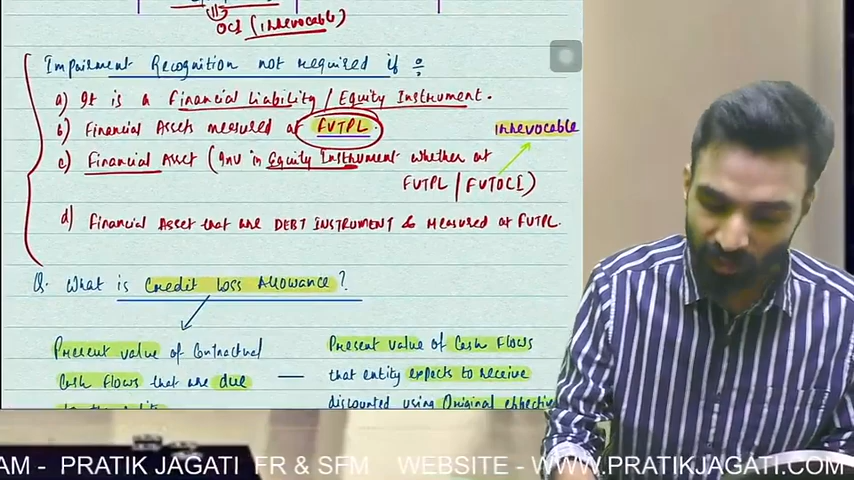 OCI (irrevocable)
Impairment Recognition not required if :
a) It is a Financial Liability / Equity Instrument.
b) Financial Assets measured at FVTPL.
irrevocable
c) Financial Asset (Inv in Equity Instrument whether at
FVTPL | FVTOCI)
d) Financial Asset that are DEBT INSTRUMENT & Measured at FVTPL.
Q. What is Credit Loss Allowance?
Present value of Contractual
Cash Flows that are due
Present value of Cash Flows
that entity expects to receive
discounted using Original effective
AM - PRATIK JAGATI FR & SFM WEBSITE - WWW.PRATIKJAGATI.COM